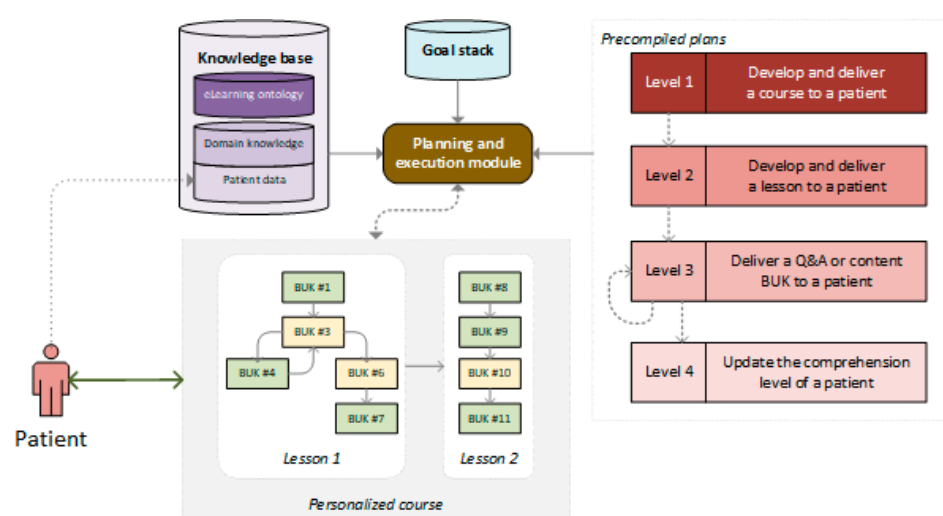 Knowledge base
eLearning ontology
Domain knowledge
Patient data
Goal stack
Planning and
execution module
Precompiled plans
Level 1
Develop and deliver
a course to a patient
Level 2
Develop and deliver
a lesson to a patient
Level 3
Deliver a Q&A or content
BUK to a patient
Level 4
Update the comprehension
level of a patient
Patient
BUK #1
BUK #3
BUK #4
BUK #6
BUK #7
Lesson 1
BUK #8
BUK #9
BUK #10
BUK #11
Lesson 2
Personalized course